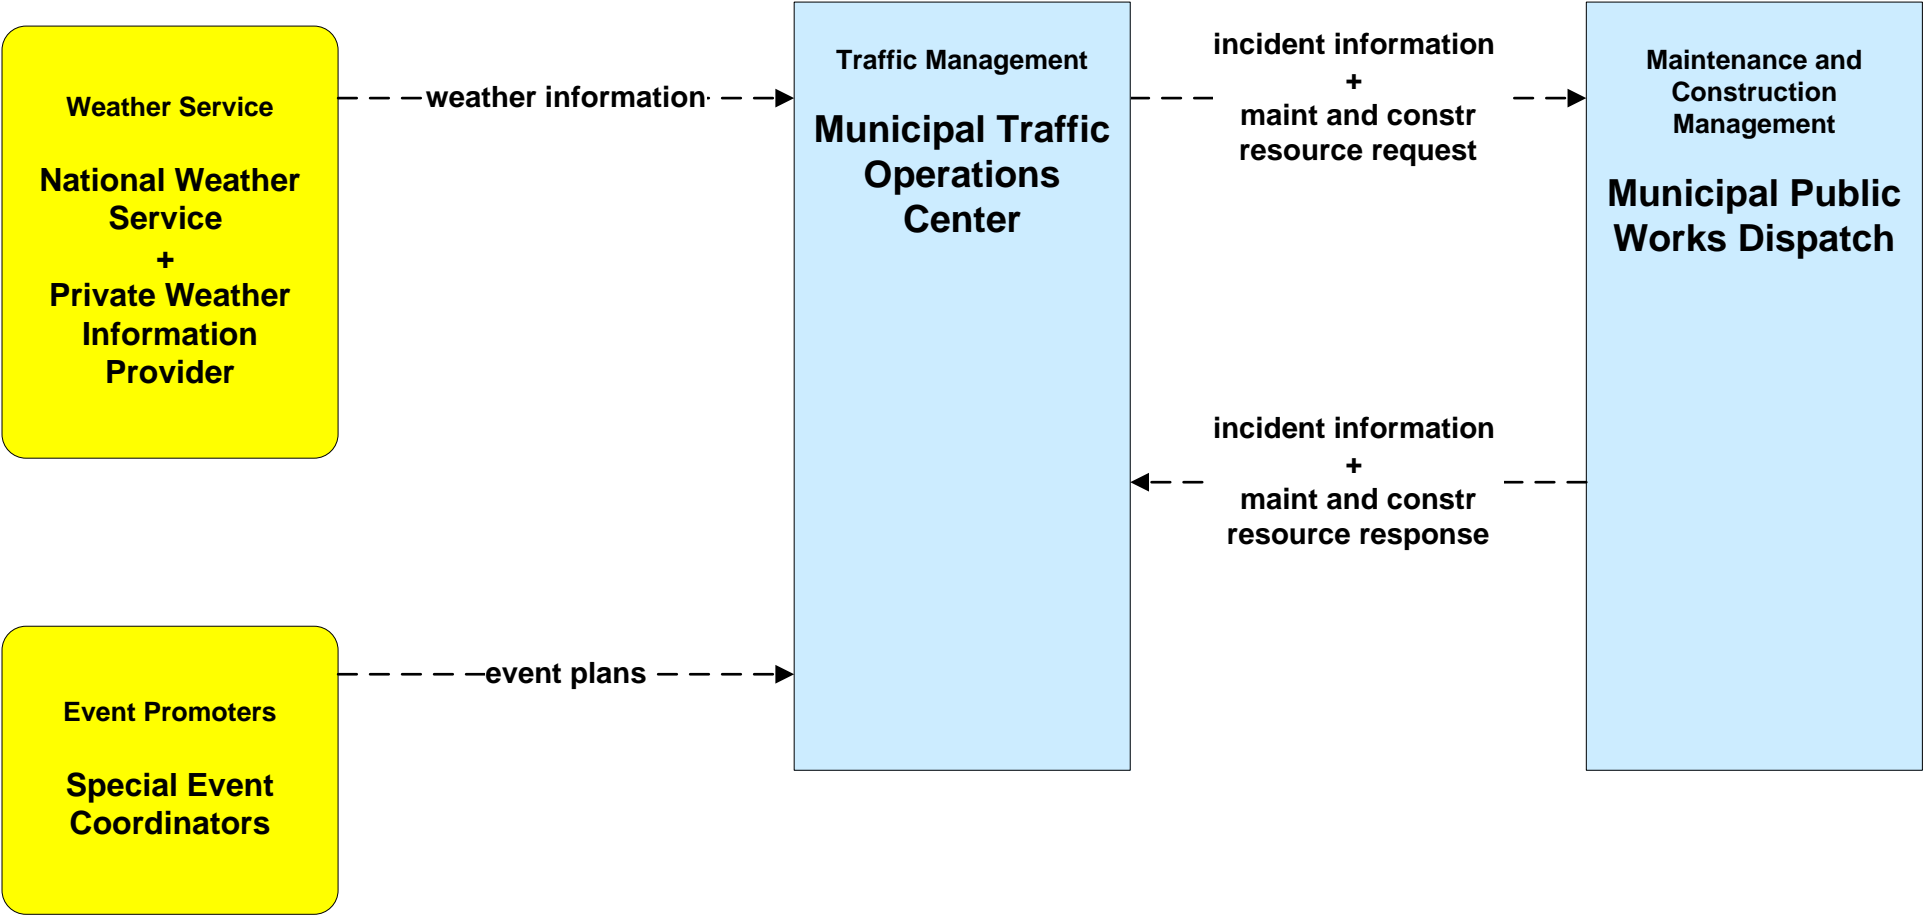 Weather Service
National Weather
Service
+
Private Weather
Information
Provider
weather information
Traffic Management
Municipal Traffic
Operations
Center
incident information
+
maint and constr
resource request
Maintenance and
Construction
Management
Municipal Public
Works Dispatch
incident information
+
maint and constr
resource response
Event Promoters
Special Event
Coordinators
event plans